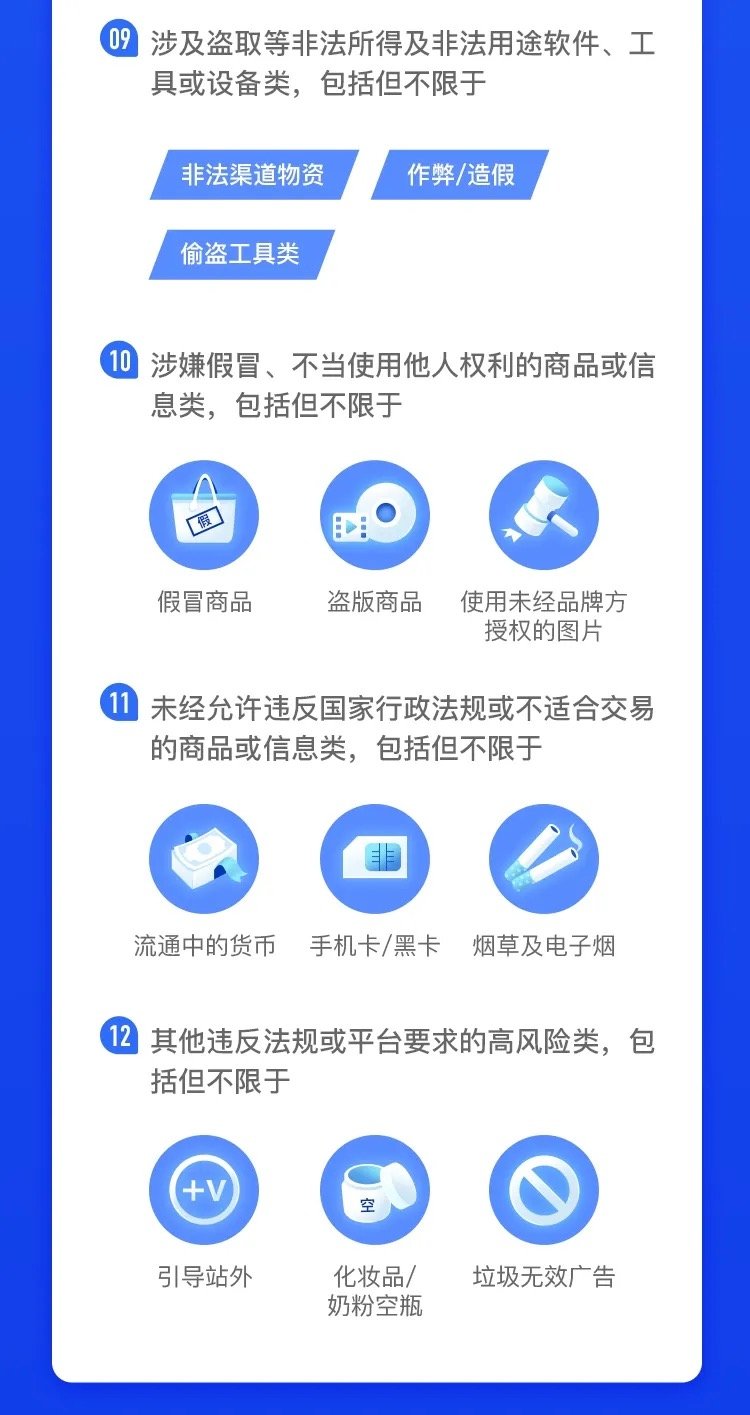 09
涉及盗取等非法所得及非法用途软件、工
具或设备类，包括但不限于
非法渠道物资 作弊/造假
偷盗工具类
10
涉嫌假冒、不当使用他人权利的商品或信
息类，包括但不限于
假
假冒商品 盗版商品 使用未经品牌方
授权的图片
11
未经允许违反国家行政法规或不适合交易
的商品或信息类，包括但不限于
流通中的货币 手机卡/黑卡 烟草及电子烟
12
其他违反法规或平台要求的高风险类，包
括但不限于
+V
空
引导站外 化妆品/ 垃圾无效广告
奶粉空瓶